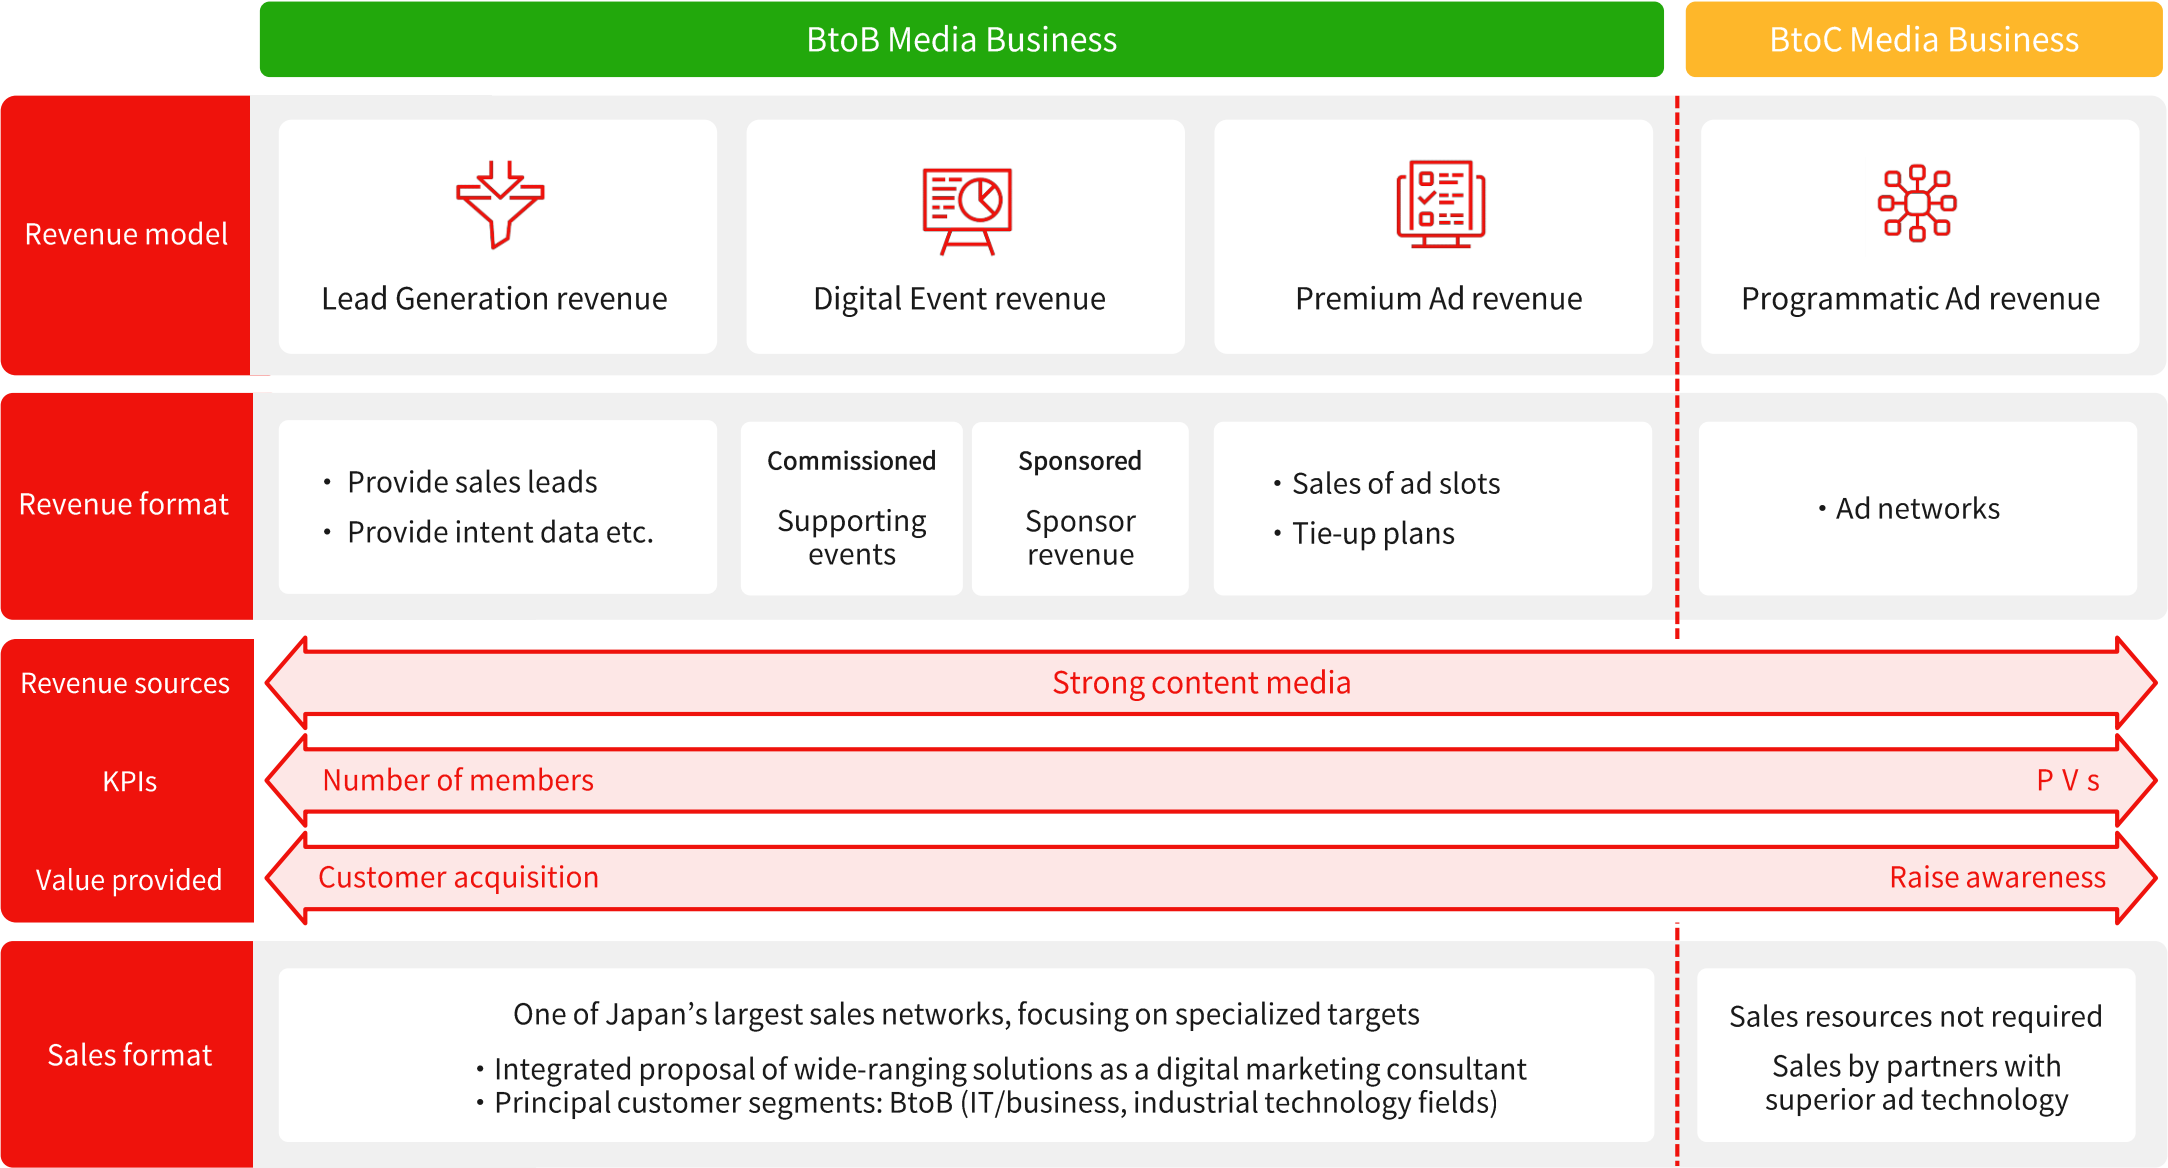 BtoB Media Business
BtoC Media Business
Revenue model
Lead Generation revenue
Digital Event revenue
Premium Ad revenue
Programmatic Ad revenue
Revenue format
・ Provide sales leads
・ Provide intent data etc.
Commissioned
Supporting
events
Sponsored
Sponsor
revenue
・Sales of ad slots
・Tie-up plans
・Ad networks
Revenue sources
Strong content media
KPIs
Number of members
P V s
Value provided
Customer acquisition
Raise awareness
Sales format
One of Japan’s largest sales networks, focusing on specialized targets
・Integrated proposal of wide-ranging solutions as a digital marketing consultant
・Principal customer segments: BtoB (IT/business, industrial technology fields)
Sales resources not required
Sales by partners with
superior ad technology